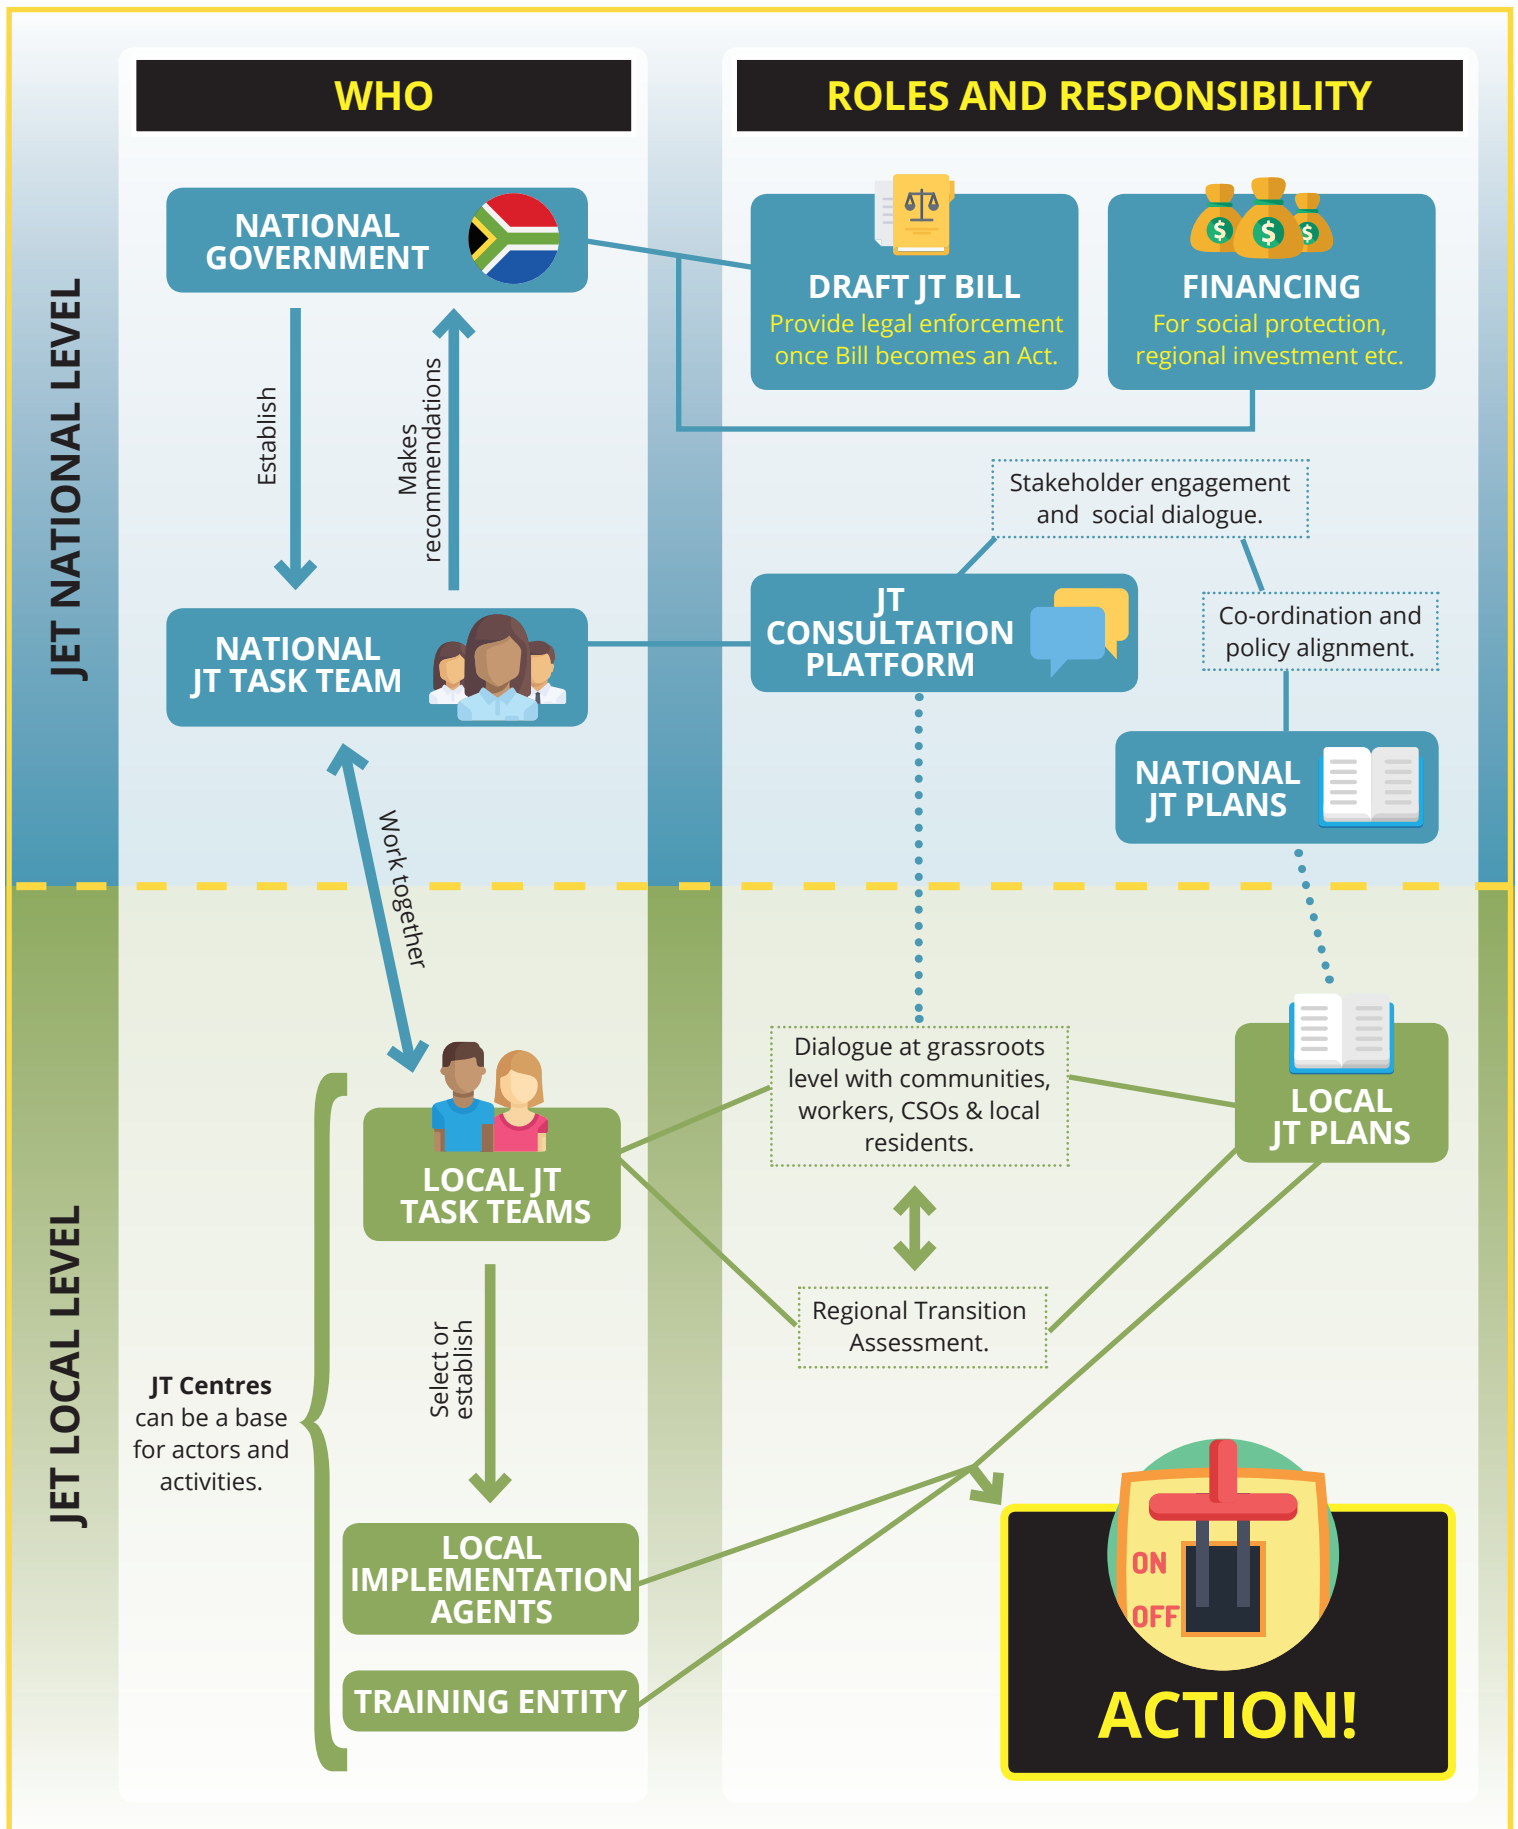 WHO
ROLES AND RESPONSIBILITY
JET NATIONAL LEVEL
NATIONAL
GOVERNMENT
DRAFT JT BILL
Provide legal enforcement
once Bill becomes an Act.
FINANCING
For social protection,
regional investment etc.
Establish
Makes
recommendations
Stakeholder engagement
and social dialogue.
NATIONAL
JT TASK TEAM
JT
CONSULTATION
PLATFORM
Co-ordination and
policy alignment.
NATIONAL
JT PLANS
Work together
JET LOCAL LEVEL
LOCAL JT
TASK TEAMS
Dialogue at grassroots
level with communities,
workers, CSOs & local
residents.
LOCAL
JT PLANS
Select or
establish
Regional Transition
Assessment.
JT Centres
can be a base
for actors and
activities.
LOCAL
IMPLEMENTATION
AGENTS
TRAINING ENTITY
ON
OFF
ACTION!